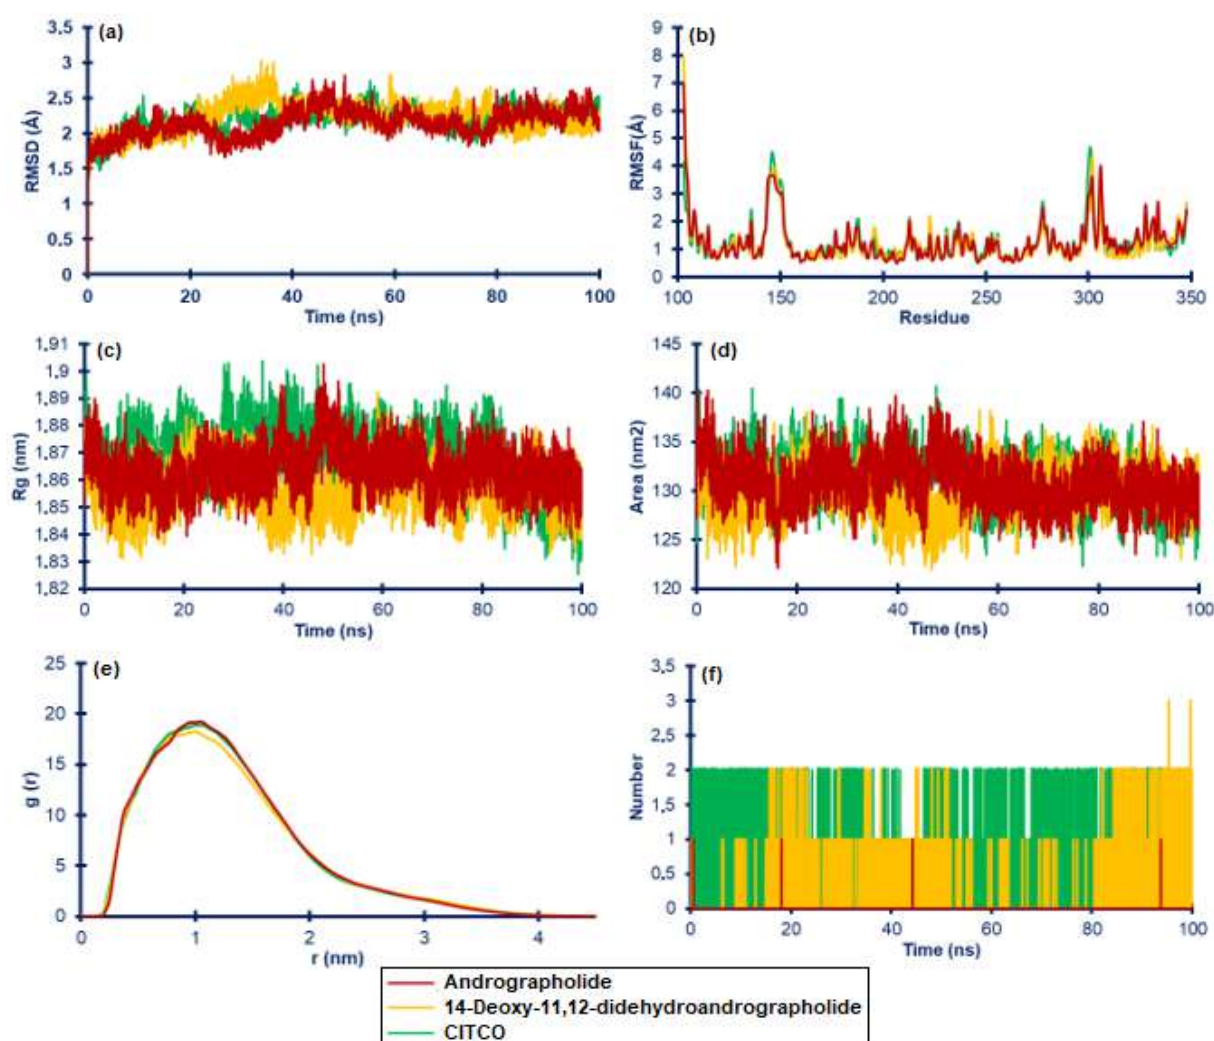 (a)
RMSD (Å)
3.5
3
2.5
2
1.5
1
0.5
0
0 20 40 60 80 100
Time (ns)
(b)
RMSF(Å)
9
8
7
6
5
4
3
2
1
0
100 150 200 250 300 350
Residue
(c)
Rg (nm)
1.91
1.9
1.89
1.88
1.87
1.86
1.85
1.84
1.83
1.82
0 20 40 60 80 100
Time (ns)
(d)
Area (nm2)
145
140
135
130
125
120
0 20 40 60 80 100
Time (ns)
(e)
g (r)
25
20
15
10
5
0
0 1 2 3 4
r (nm)
(f)
Number
3.5
3
2.5
2
1.5
1
0.5
0
0 20 40 60 80 100
Time (ns)
Andrographolide
14-Deoxy-11,12-didehydroandrographolide
CITCO